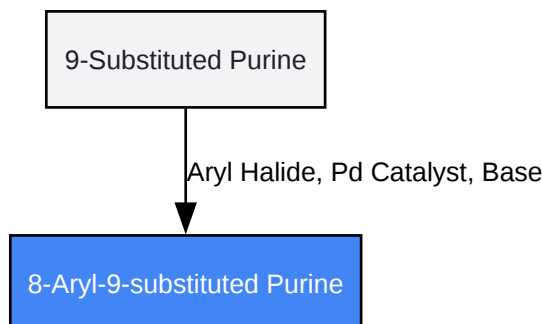 9-Substituted Purine
Aryl Halide, Pd Catalyst, Base
8-Aryl-9-substituted Purine